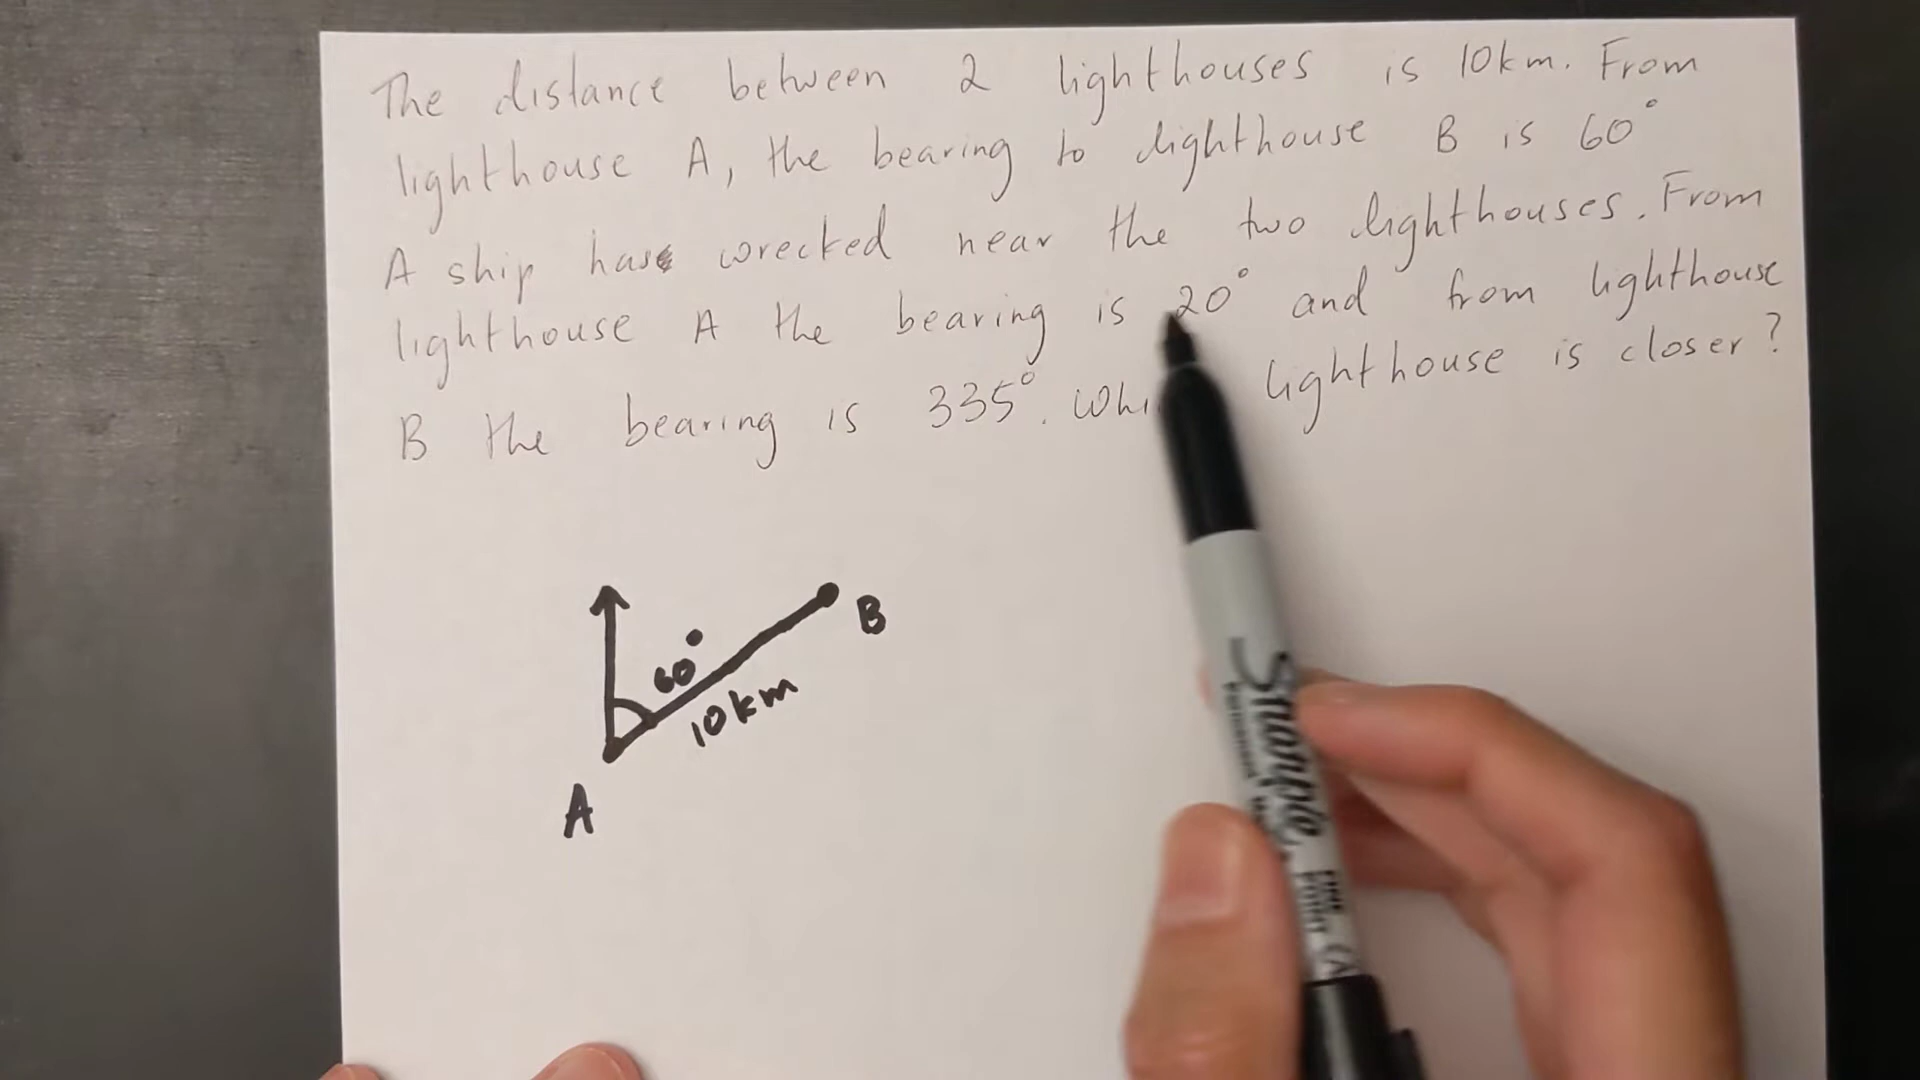 The distance between 2 lighthouses is 10km. From
lighthouse A, the bearing to lighthouse B is 60°
A ship has wrecked near the two lighthouses. From
lighthouse A the bearing is 20° and from lighthouse
B the bearing is 335°. lighthouse is closer?
60°
B
10km
A
Sharpie